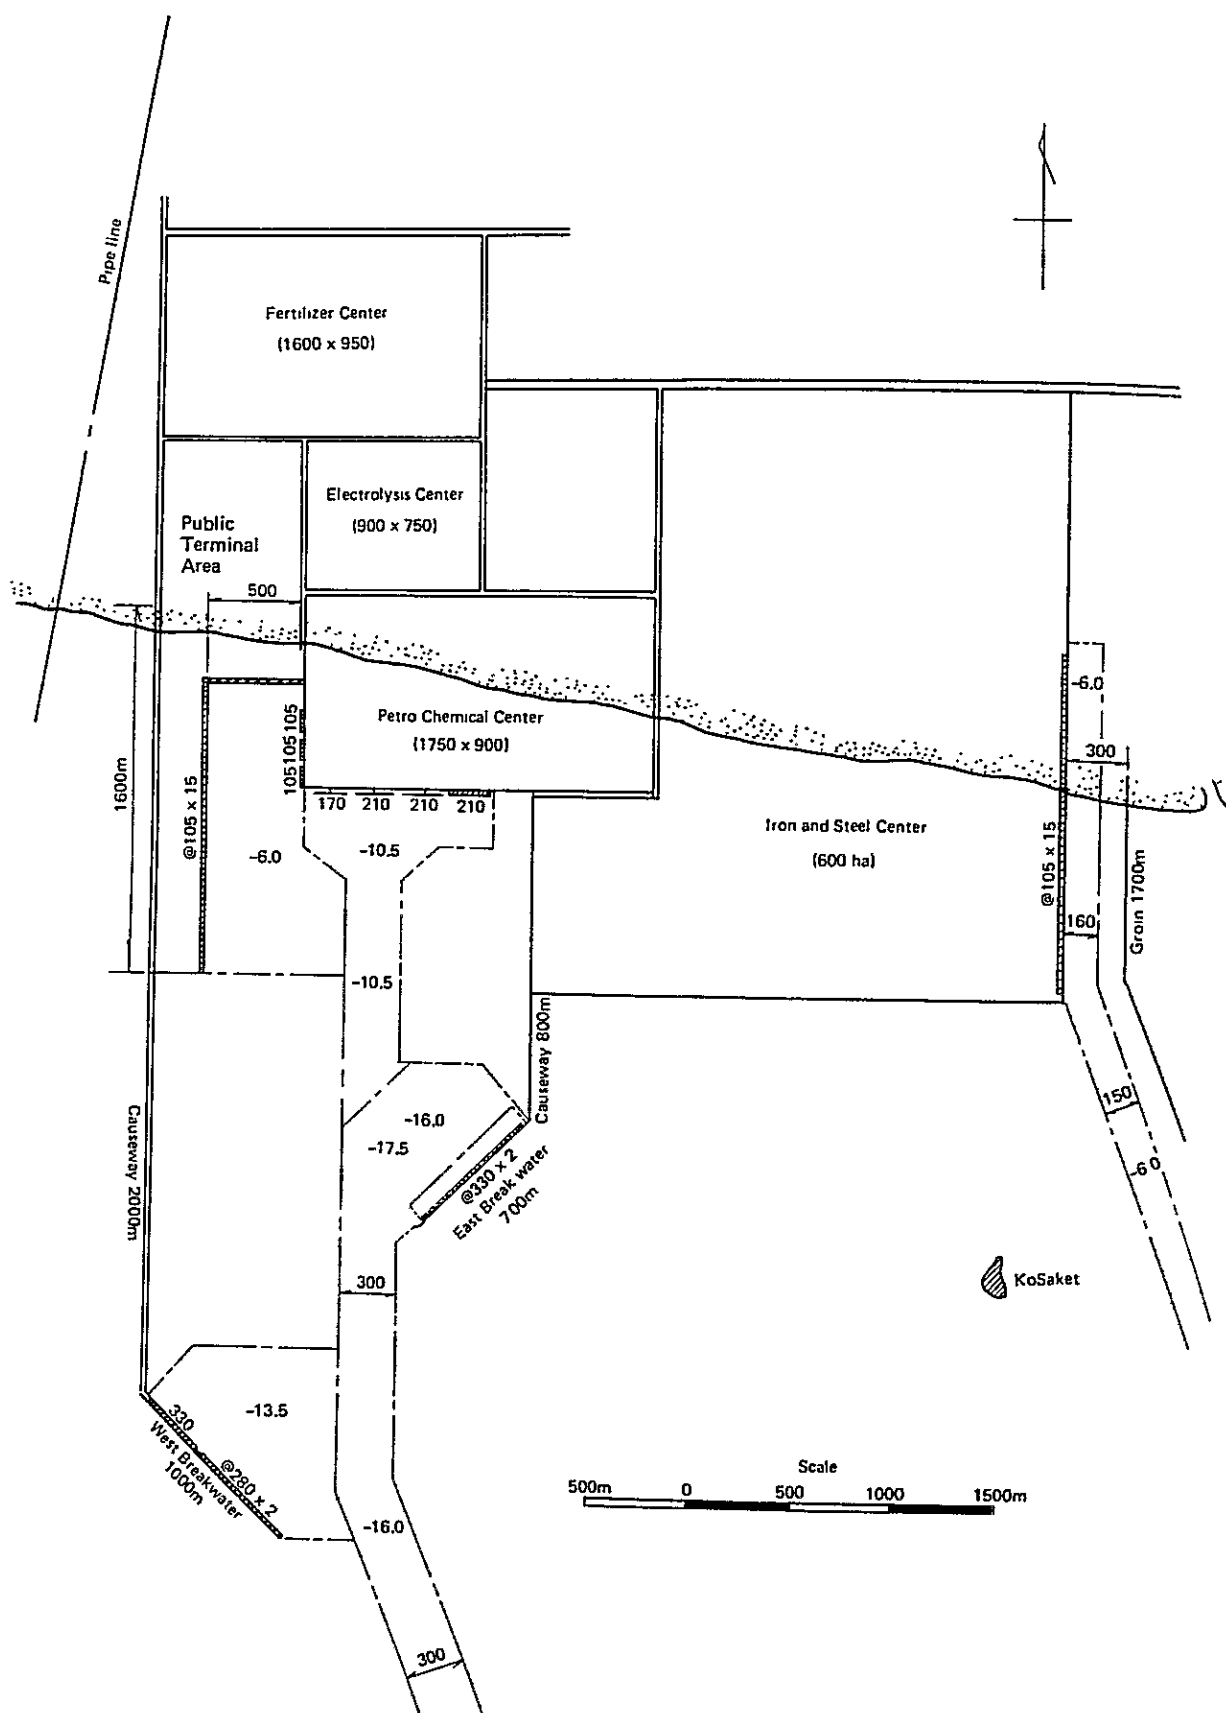 Pipe line
Fertilizer Center
(1600 x 950)
Electrolysis Center
(900 x 750)
Public
Terminal
Area
500
-6.0
Petro Chemical Center
(1750 x 900)
105
105
105
300
1600m
@105 x 15
170
210
210
210
Iron and Steel Center
(600 ha)
@105 x 15
-6.0
-10.5
Groin 1700m
160
-10.5
Causeway 800m
-16.0
150
-17.5
@330 x 2
East Break water
700m
-6 0
Causeway 2000m
KoSaket
300
330
-13.5
West Breakwater
1000m
@280 x 2
Scale
500m 0 500 1000 1500m
-16.0
300